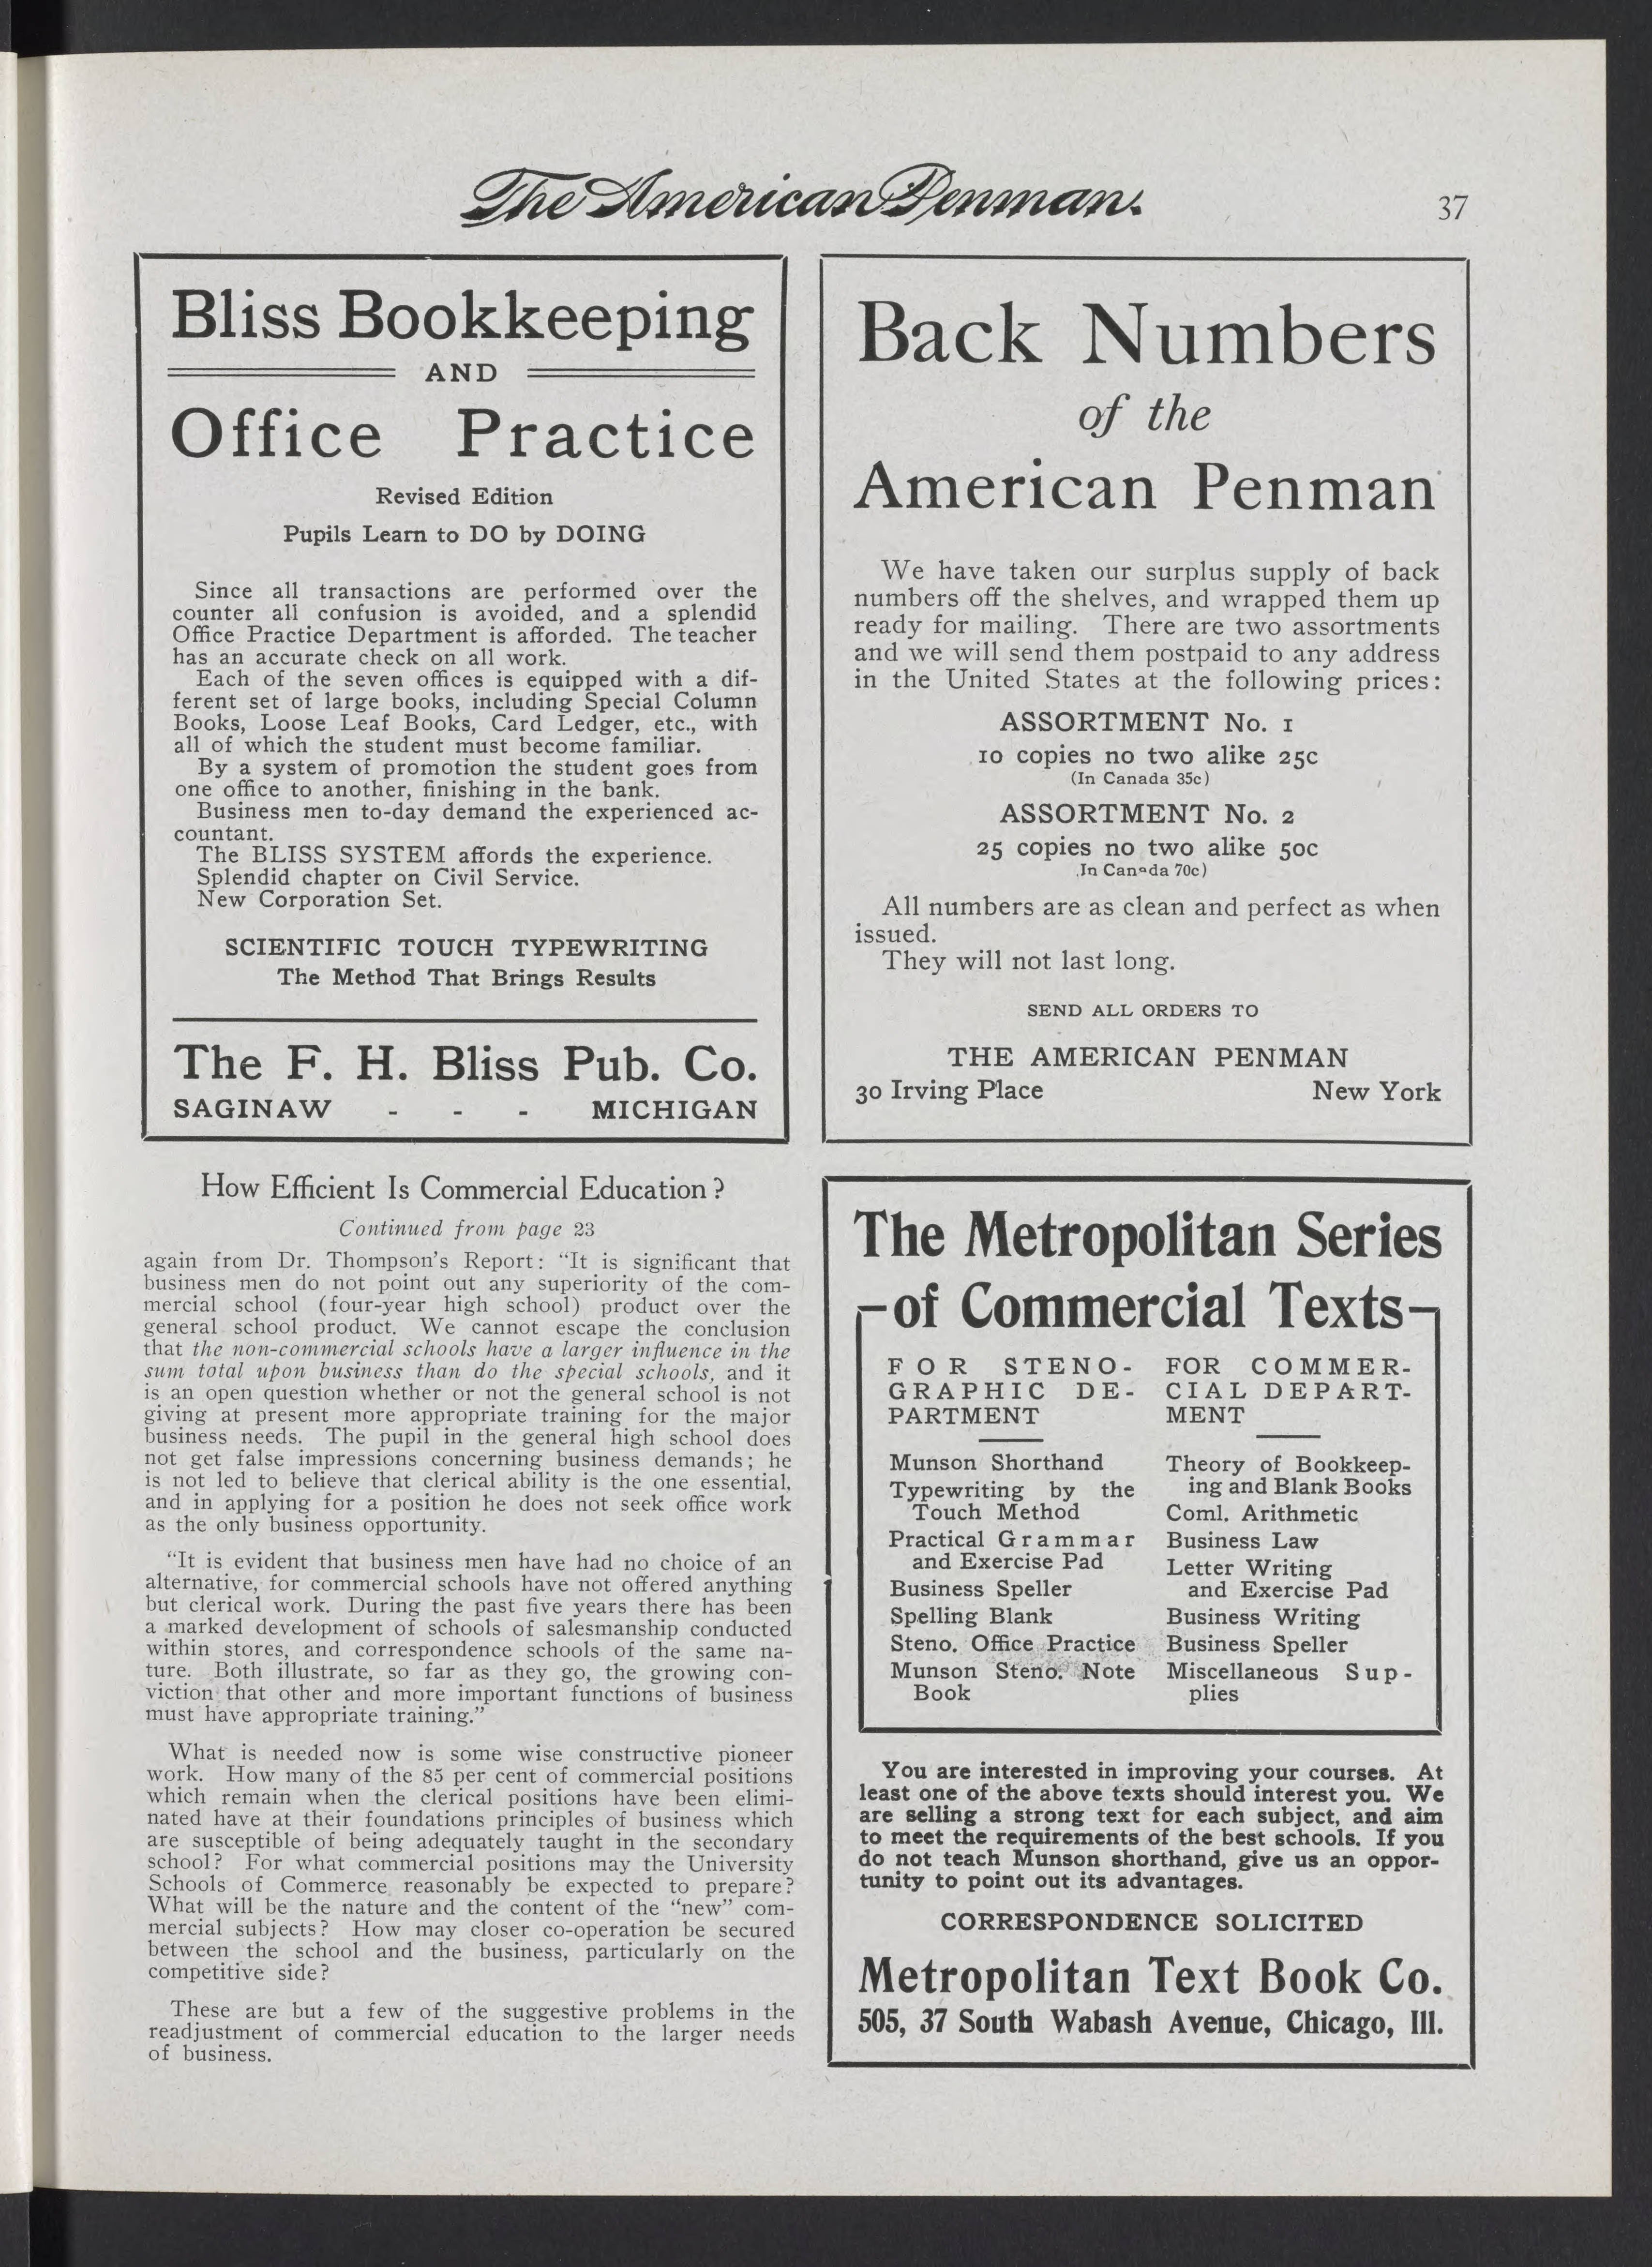 The American Penman.
37
Bliss Bookkeeping
AND
Office Practice
Revised Edition
Pupils Learn to DO by DOING
Since all transactions are performed over the
counter all confusion is avoided, and a splendid
Office Practice Department is afforded. The teacher
has an accurate check on all work.
Each of the seven offices is equipped with a dif-
ferent set of large books, including Special Column
Books, Loose Leaf Books, Card Ledger, etc., with
all of which the student must become familiar.
By a system of promotion the student goes from
one office to another, finishing in the bank.
Business men to-day demand the experienced ac-
countant.
The BLISS SYSTEM affords the experience.
Splendid chapter on Civil Service.
New Corporation Set.
SCIENTIFIC TOUCH TYPEWRITING
The Method That Brings Results
The F. H. Bliss Pub. Co.
SAGINAW - - - MICHIGAN
How Efficient Is Commercial Education?
Continued from page 23
again from Dr. Thompson's Report: "It is significant that
business men do not point out any superiority of the com-
mercial school (four-year high school) product over the
general school product. We cannot escape the conclusion
that the non-commercial schools have a larger influence in the
sum total upon business than do the special schools, and it
is an open question whether or not the general school is not
giving at present more appropriate training for the major
business needs. The pupil in the general high school does
not get false impressions concerning business demands; he
is not led to believe that clerical ability is the one essential,
and in applying for a position he does not seek office work
as the only business opportunity.
"It is evident that business men have had no choice of an
alternative, for commercial schools have not offered anything
but clerical work. During the past five years there has been
a marked development of schools of salesmanship conducted
within stores, and correspondence schools of the same na-
ture. Both illustrate, so far as they go, the growing con-
viction that other and more important functions of business
must have appropriate training."
What is needed now is some wise constructive pioneer
work. How many of the 85 per cent of commercial positions
which remain when the clerical positions have been elimi-
nated have at their foundations principles of business which
are susceptible of being adequately taught in the secondary
school? For what commercial positions may the University
Schools of Commerce reasonably be expected to prepare?
What will be the nature and the content of the "new" com-
mercial subjects? How may closer co-operation be secured
between the school and the business, particularly on the
competitive side?
These are but a few of the suggestive problems in the
readjustment of commercial education to the larger needs
of business.
Back Numbers
of the
American Penman
We have taken our surplus supply of back
numbers off the shelves, and wrapped them up
ready for mailing. There are two assortments
and we will send them postpaid to any address
in the United States at the following prices:
ASSORTMENT No. 1
10 copies no two alike 25c
(In Canada 35c)
ASSORTMENT No. 2
25 copies no two alike 50c
In Canada 70c)
All numbers are as clean and perfect as when
issued.
They will not last long.
SEND ALL ORDERS TO
THE AMERICAN PENMAN
30 Irving Place New York
The Metropolitan Series
of Commercial Texts
FOR STENO-
GRAPHIC DE-
PARTMENT
Munson Shorthand
Typewriting by the
Touch Method
Practical Grammar
and Exercise Pad
Business Speller
Spelling Blank
Steno. Office Practice
Munson Steno. Note
Book
FOR COMMER-
CIAL DEPART-
MENT
Theory of Bookkeep-
ing and Blank Books
Coml. Arithmetic
Business Law
Letter Writing
and Exercise Pad
Business Writing
Business Speller
Miscellaneous Sup-
plies
You are interested in improving your courses. At
least one of the above texts should interest you. We
are selling a strong text for each subject, and aim
to meet the requirements of the best schools. If you
do not teach Munson shorthand, give us an oppor-
tunity to point out its advantages.
CORRESPONDENCE SOLICITED
Metropolitan Text Book Co.
505, 37 South Wabash Avenue, Chicago, Ill.